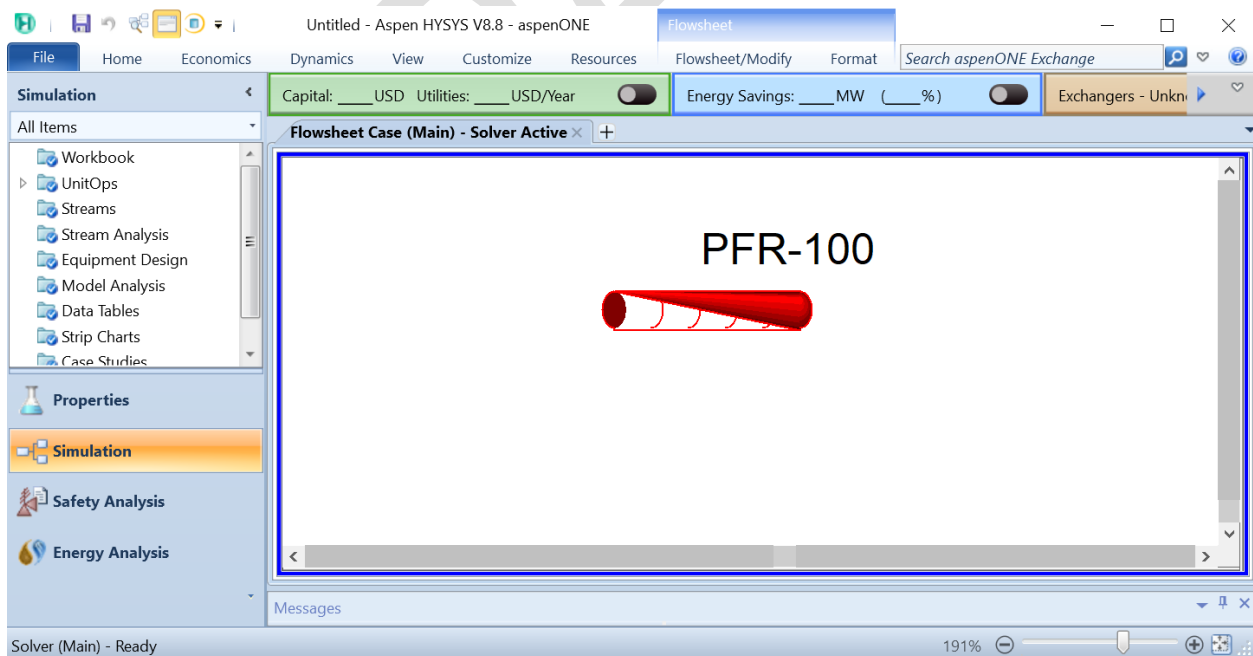 Untitled - Aspen HYSYS V8.8 - aspenONE
Flowsheet
File Home Economics Dynamics View Customize Resources Flowsheet/Modify Format Search aspenONE Exchange
Simulation
Capital: ____USD Utilities: ____USD/Year Energy Savings: ____MW (____%) Exchangers - Unkn
All Items
Flowsheet Case (Main) - Solver Active
Workbook
UnitOps
Streams
Stream Analysis
Equipment Design
Model Analysis
Data Tables
Strip Charts
Case Studies
PFR-100
Properties
Simulation
Safety Analysis
Energy Analysis
Messages
Solver (Main) - Ready 191%